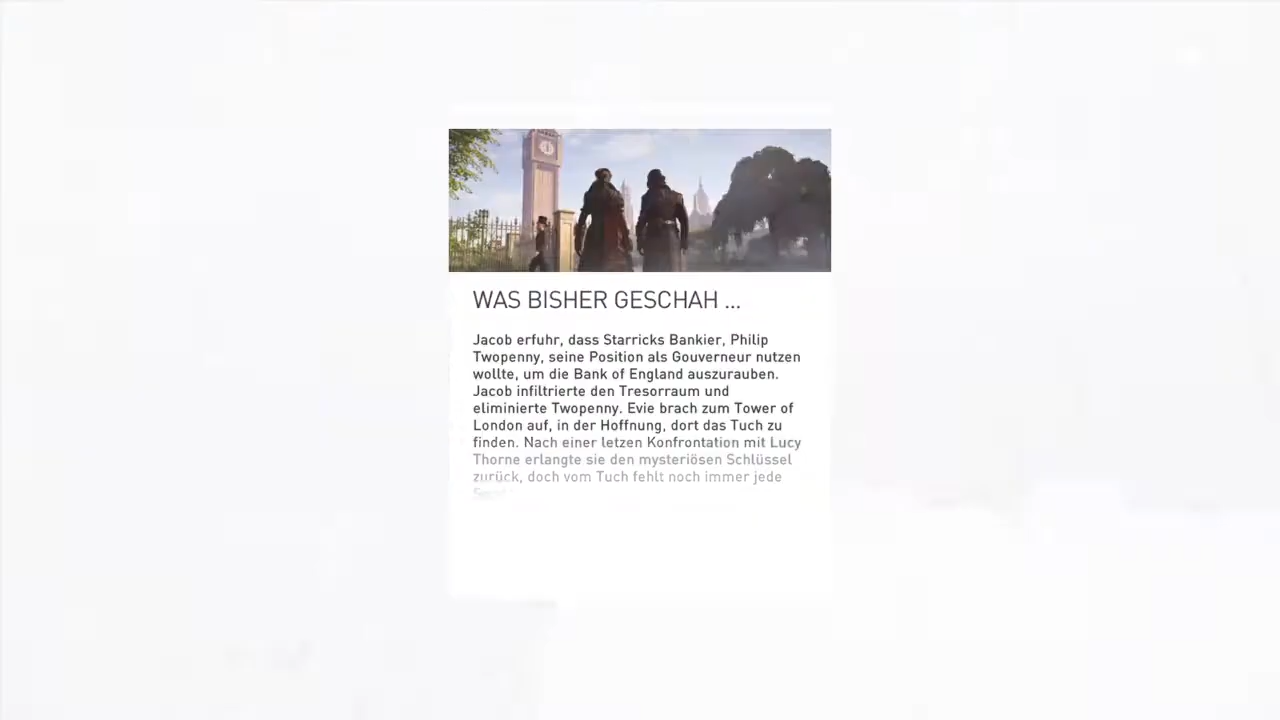 WAS BISHER GESCHAH ...
Jacob erfuhr, dass Starricks Bankier, Philip
Twopenny, seine Position als Gouverneur nutzen
wollte, um die Bank of England auszurauben.
Jacob infiltrierte den Tresorraum und
eliminierte Twopenny. Evie brach zum Tower of
London auf, in der Hoffnung, dort das Tuch zu
finden. Nach einer letzen Konfrontation mit Lucy
Thorne erlangte sie den mysteriösen Schlüssel
zurück, doch vom Tuch fehlt noch immer jede